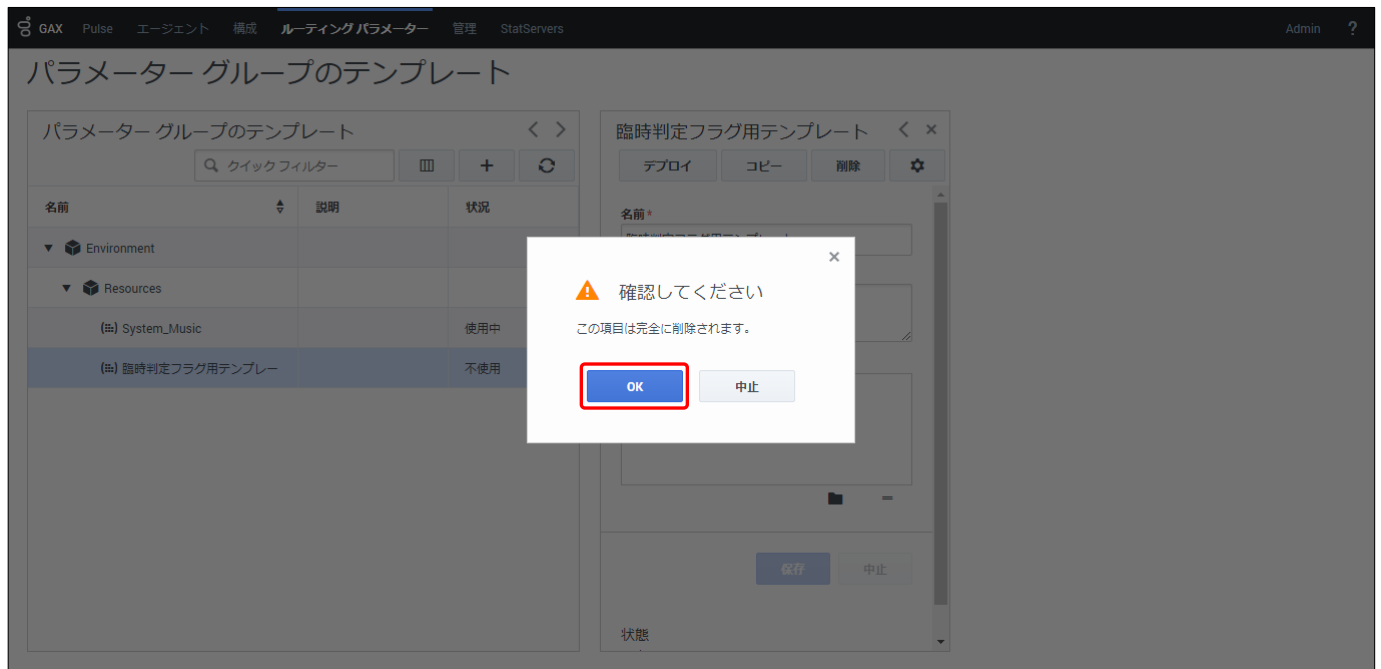 GAX Pulse エージェント 構成 ルーティング パラメーター 管理 StatServers Admin ?
パラメーター グループのテンプレート
パラメーター グループのテンプレート
クイック フィルター
名前 説明 状況
Environment
Resources
System_Music 使用中
臨時判定フラグ用テンプレー 不使用
臨時判定フラグ用テンプレート
デプロイ コピー 削除
名前*
確認してください
この項目は完全に削除されます。
OK 中止
保存 中止
状態